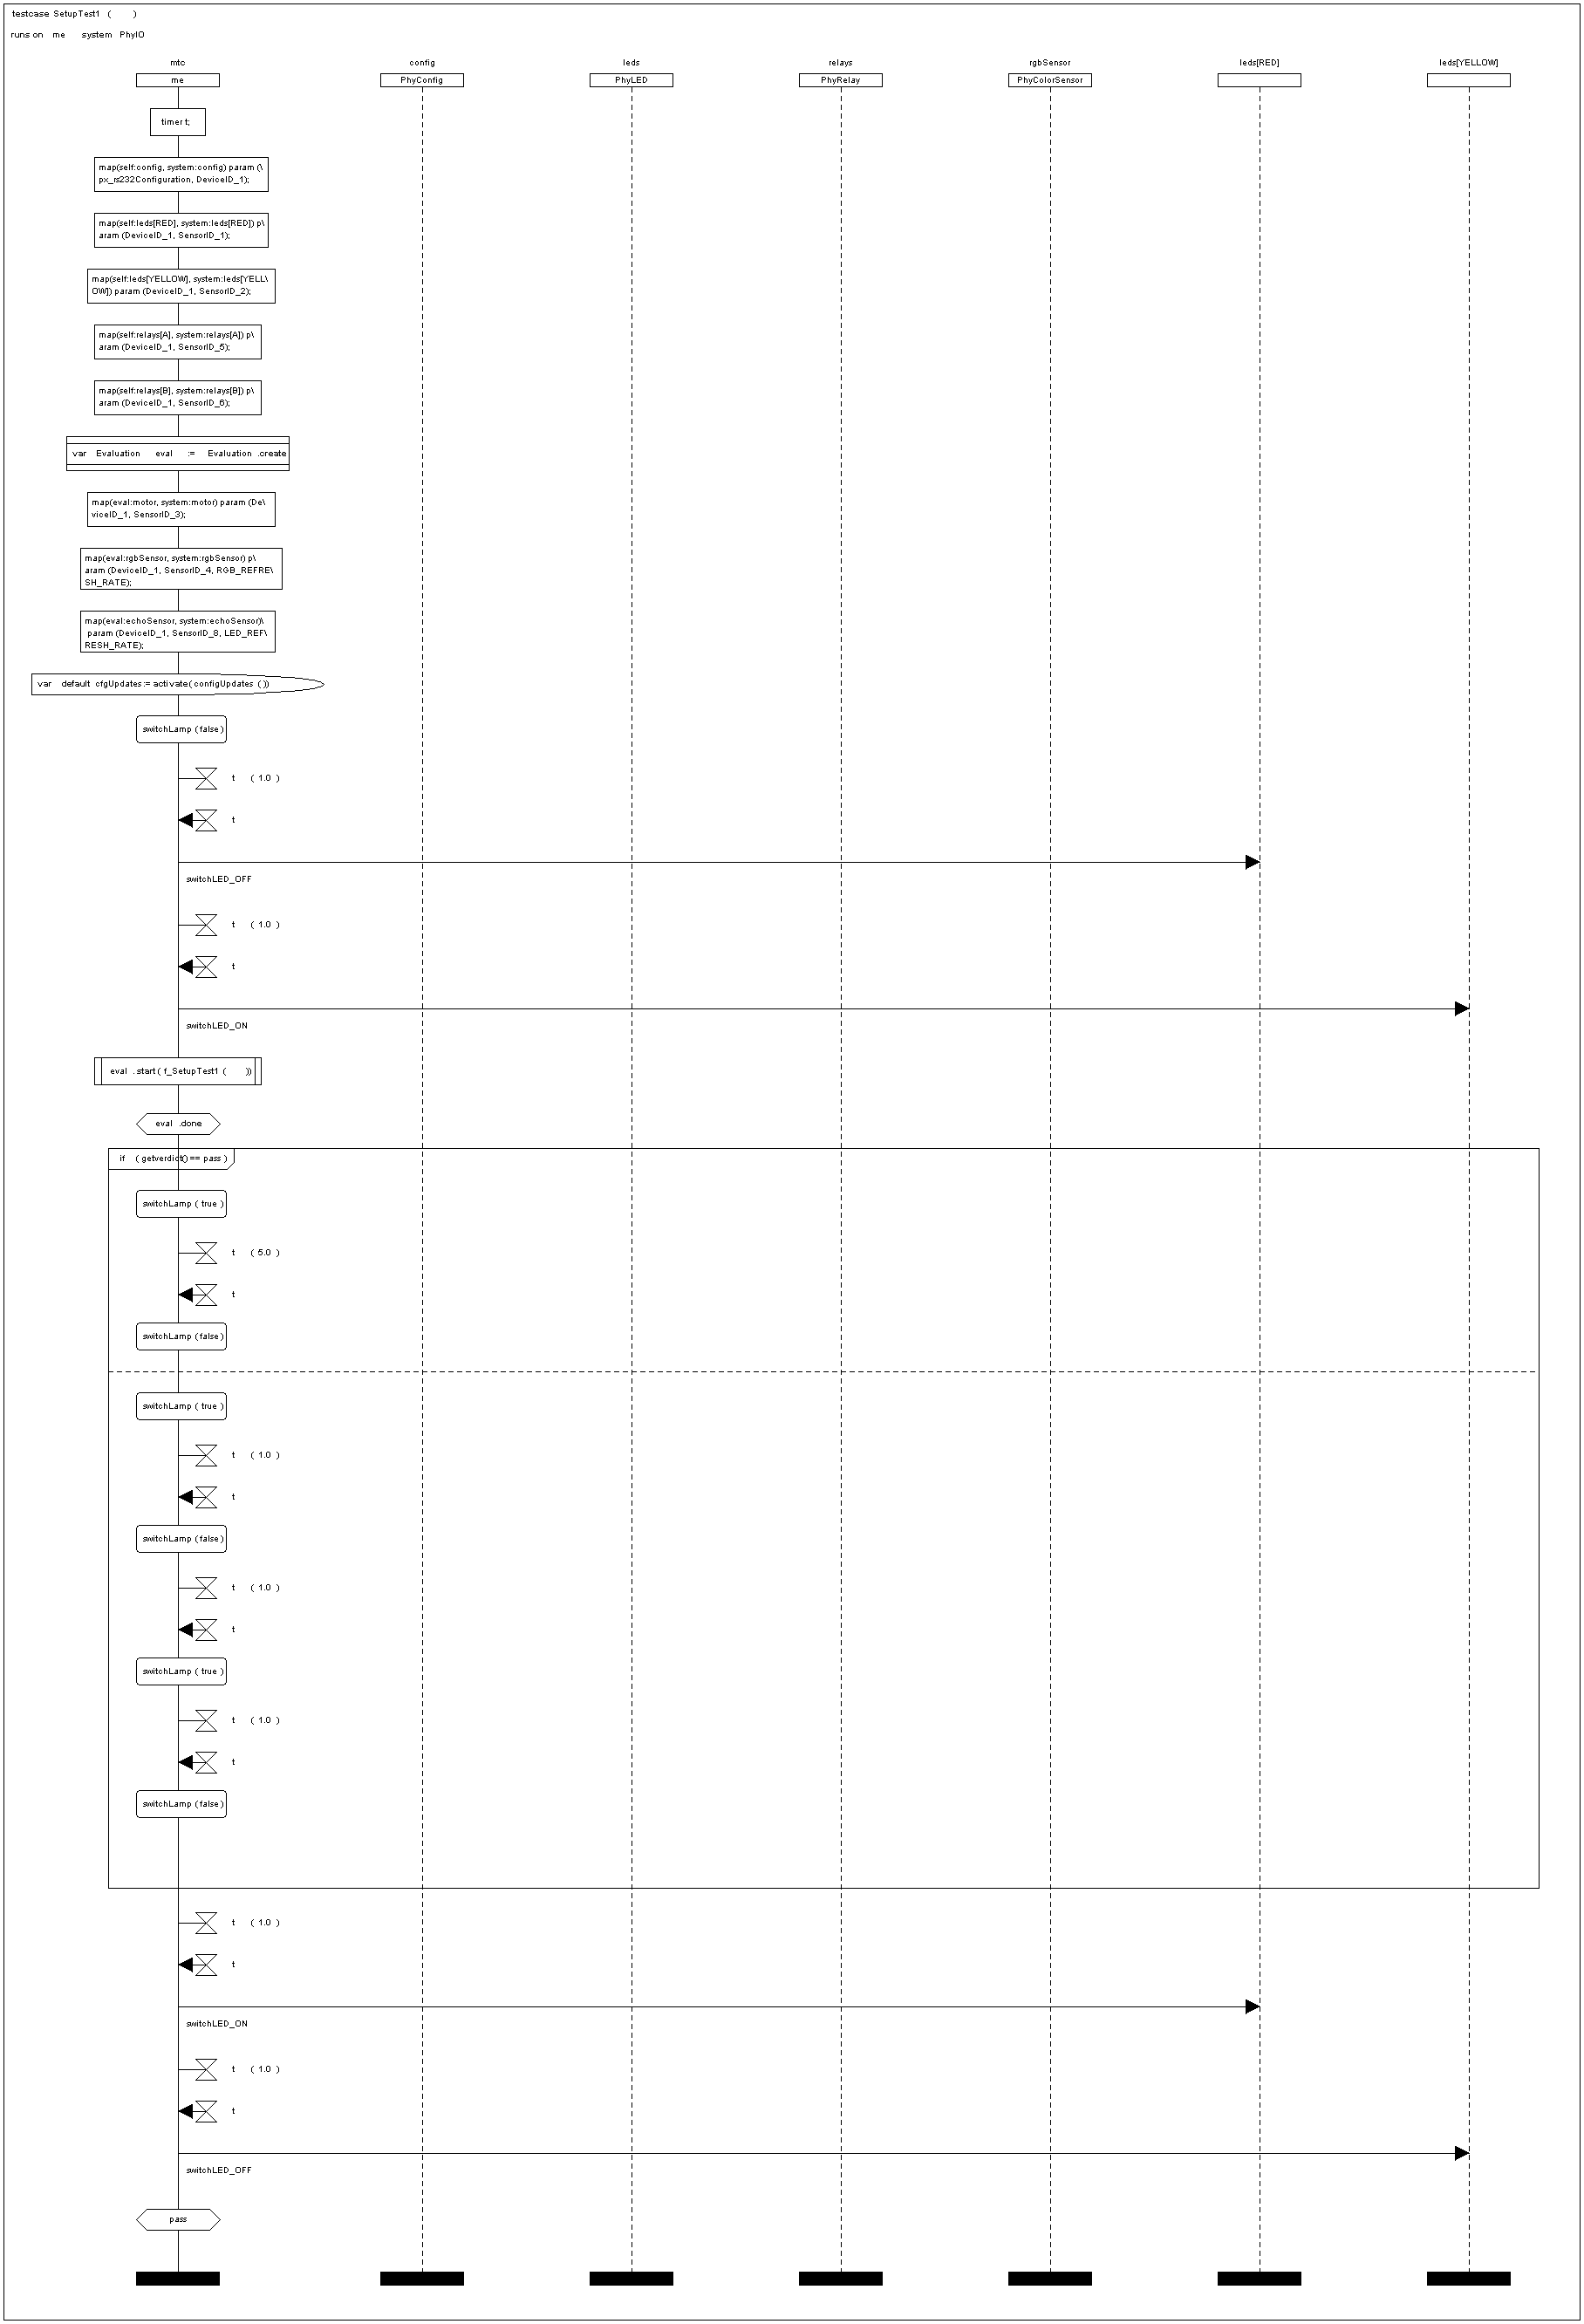 testcase SetupTest1 ( )
runs on me system PhyIO
mtc config leds relays rgbSensor leds[RED] leds[YELLOW]
me PhyConfig PhyLED PhyRelay PhyColorSensor
timer t;
map(self:config, system:config) param (\
px_rs232Configuration, DeviceID_1);
map(self:leds[RED], system:leds[RED]) p\
aram (DeviceID_1, SensorID_1);
map(self:leds[YELLOW], system:leds[YELL\
OW]) param (DeviceID_1, SensorID_2);
map(self:relays[A], system:relays[A]) p\
aram (DeviceID_1, SensorID_5);
map(self:relays[B], system:relays[B]) p\
aram (DeviceID_1, SensorID_6);
var Evaluation eval := Evaluation .create
map(eval:motor, system:motor) param (De\
viceID_1, SensorID_3);
map(eval:rgbSensor, system:rgbSensor) p\
aram (DeviceID_1, SensorID_4, RGB_REFRE\
SH_RATE);
map(eval:echoSensor, system:echoSensor)\
param (DeviceID_1, SensorID_8, LED_REF\
RESH_RATE);
var default cfgUpdates := activate( configUpdates ( ))
switchLamp ( false )
t ( 1.0 )
t
switchLED_OFF
t ( 1.0 )
t
switchLED_ON
eval .start ( f_SetupTest1 ( ))
eval .done
if ( getverdict() == pass )
switchLamp ( true )
t ( 5.0 )
t
switchLamp ( false )
switchLamp ( true )
t ( 1.0 )
t
switchLamp ( false )
t ( 1.0 )
t
switchLamp ( true )
t ( 1.0 )
t
switchLamp ( false )
t ( 1.0 )
t
switchLED_ON
t ( 1.0 )
t
switchLED_OFF
pass